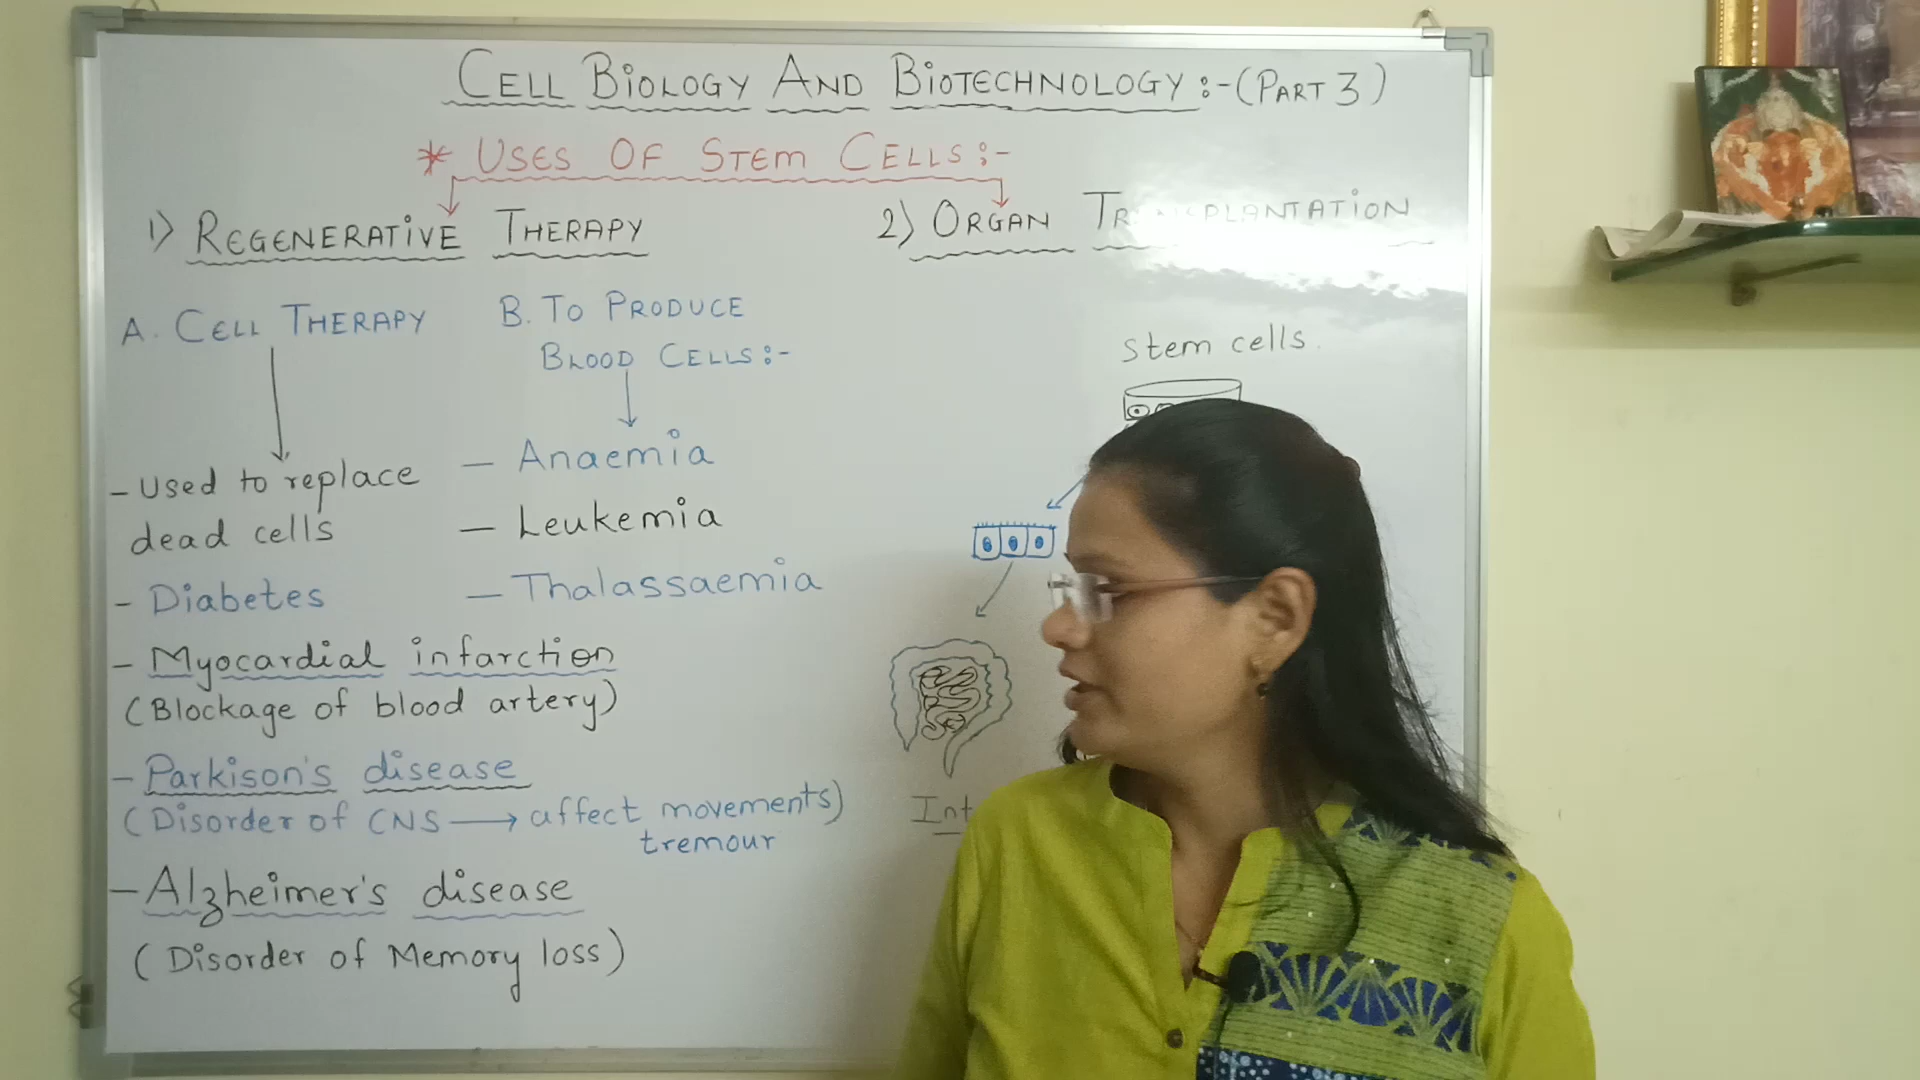 CELL BIOLOGY AND BIOTECHNOLOGY:-(PART 3)
* USES OF STEM CELLS:-
1) REGENERATIVE THERAPY
2) ORGAN TRANSPLANTATION
A. CELL THERAPY
- Used to replace
dead cells
- Diabetes
- Myocardial infarction
(Blockage of blood artery)
- Parkison's disease
(Disorder of CNS → affect movements)
tremour
- Alzheimer's disease
(Disorder of Memory loss)
B. TO PRODUCE
BLOOD CELLS:-
- Anaemia
- Leukemia
- Thalassaemia
Stem cells.